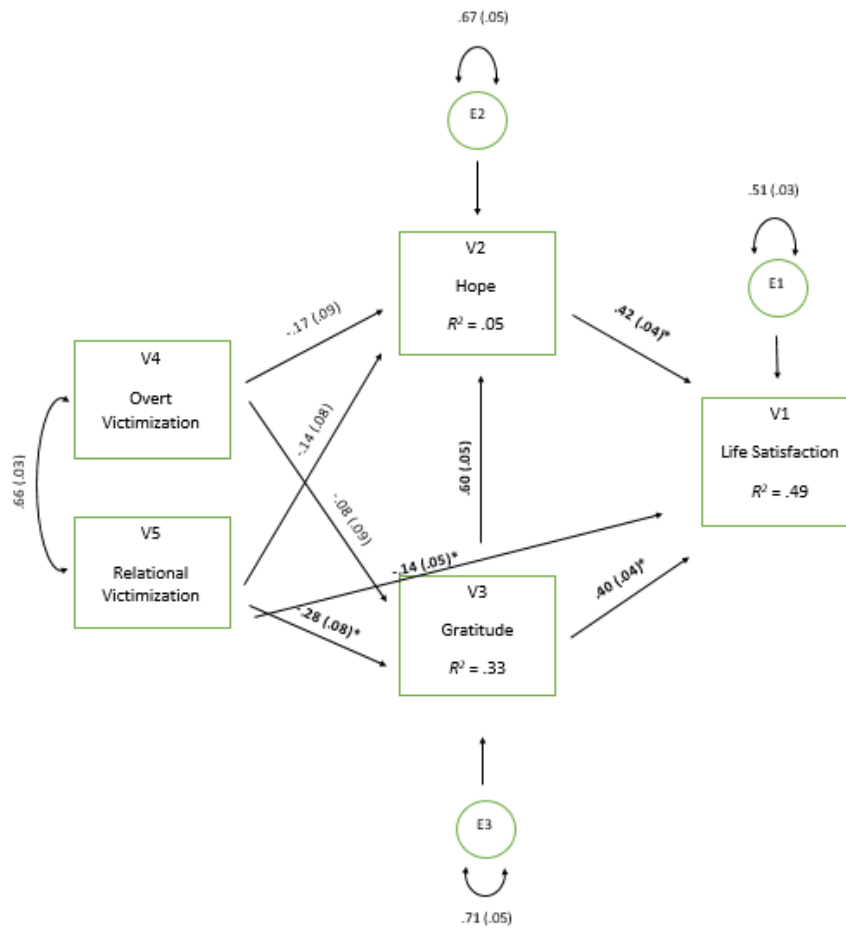 .67 (.05)
E2
.51 (.03)
E1
V2
Hope
R² = .05
-.17 (.09)
.42 (.04)*
V4
Overt
Victimization
-.14 (.08)
V1
Life Satisfaction
R² = .49
.66 (.03)
.60 (.05)
-.08 (.09)
V5
Relational
Victimization
-.14 (.05)*
-.28 (.08)*
V3
Gratitude
R² = .33
.40 (.04)*
E3
.71 (.05)